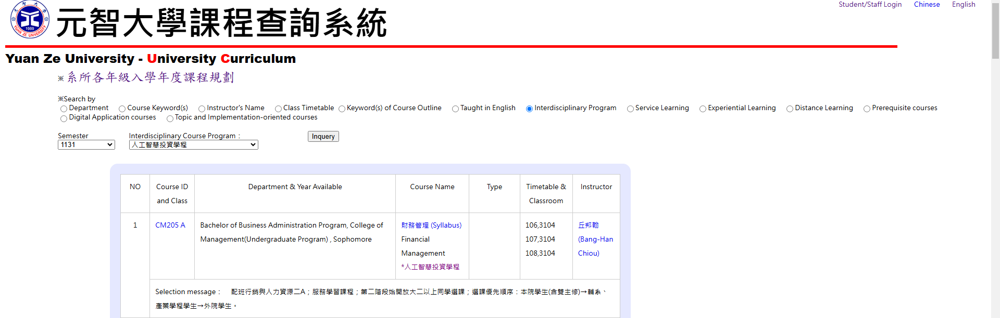 Student/Staff Login Chinese English
元智大學課程查詢系統
YUAN ZE UNIVERSITY
1989
Yuan Ze University - University Curriculum
※ 系所各年級入學年度課程規劃
※Search by
Department Course Keyword(s) Instructor's Name Class Timetable Keyword(s) of Course Outline Taught in English Interdisciplinary Program Service Learning Experiential Learning Distance Learning Prerequisite courses
Digital Application courses Topic and Implementation-oriented courses
Semester Interdisciplinary Course Program：
1131 人工智慧投資學程 Inquery
NO Course ID and Class Department & Year Available Course Name Type Timetable & Classroom Instructor
1 CM205 A Bachelor of Business Administration Program, College of 財務管理 (Syllabus) 106,3104 丘邦翰
Management(Undergraduate Program) , Sophomore Financial 107,3104 (Bang-Han
Management 108,3104 Chiou)
*人工智慧投資學程
Selection message： 配班行銷與人力資源二A；服務學習課程；第二階段始開放大二以上同學選課；選課優先順序：本院學生(含雙主修)→輔系、
產業學程學生→外院學生。